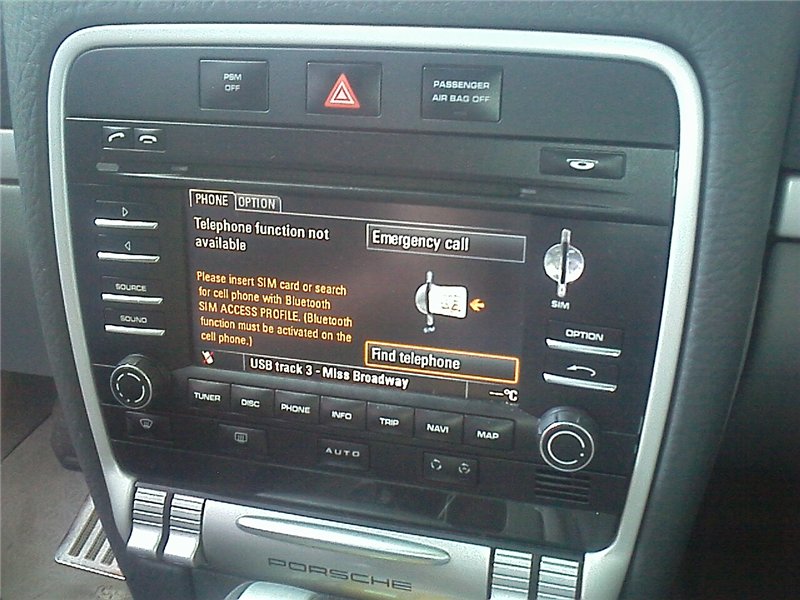 PSM
OFF
PASSENGER
AIR BAG OFF
PHONE OPTION
Telephone function not
available
Emergency call
Please insert SIM card or search
for cell phone with Bluetooth
SIM ACCESS PROFILE. (Bluetooth
function must be activated on the
cell phone.)
SIM
Find telephone
USB track 3 - Miss Broadway
--- °C
SOURCE
SOUND
SIM
OPTION
TUNER DISC PHONE INFO TRIP NAVI MAP
AUTO
PORSCHE